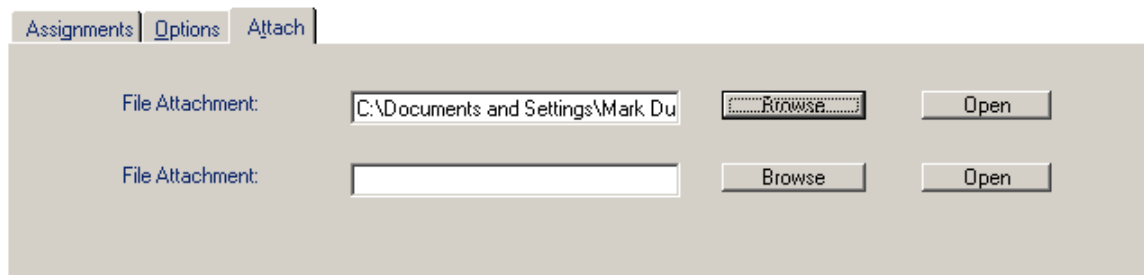 Assignments Options Attach
File Attachment: C:\Documents and Settings\Mark Du Browse Open
File Attachment: Browse Open